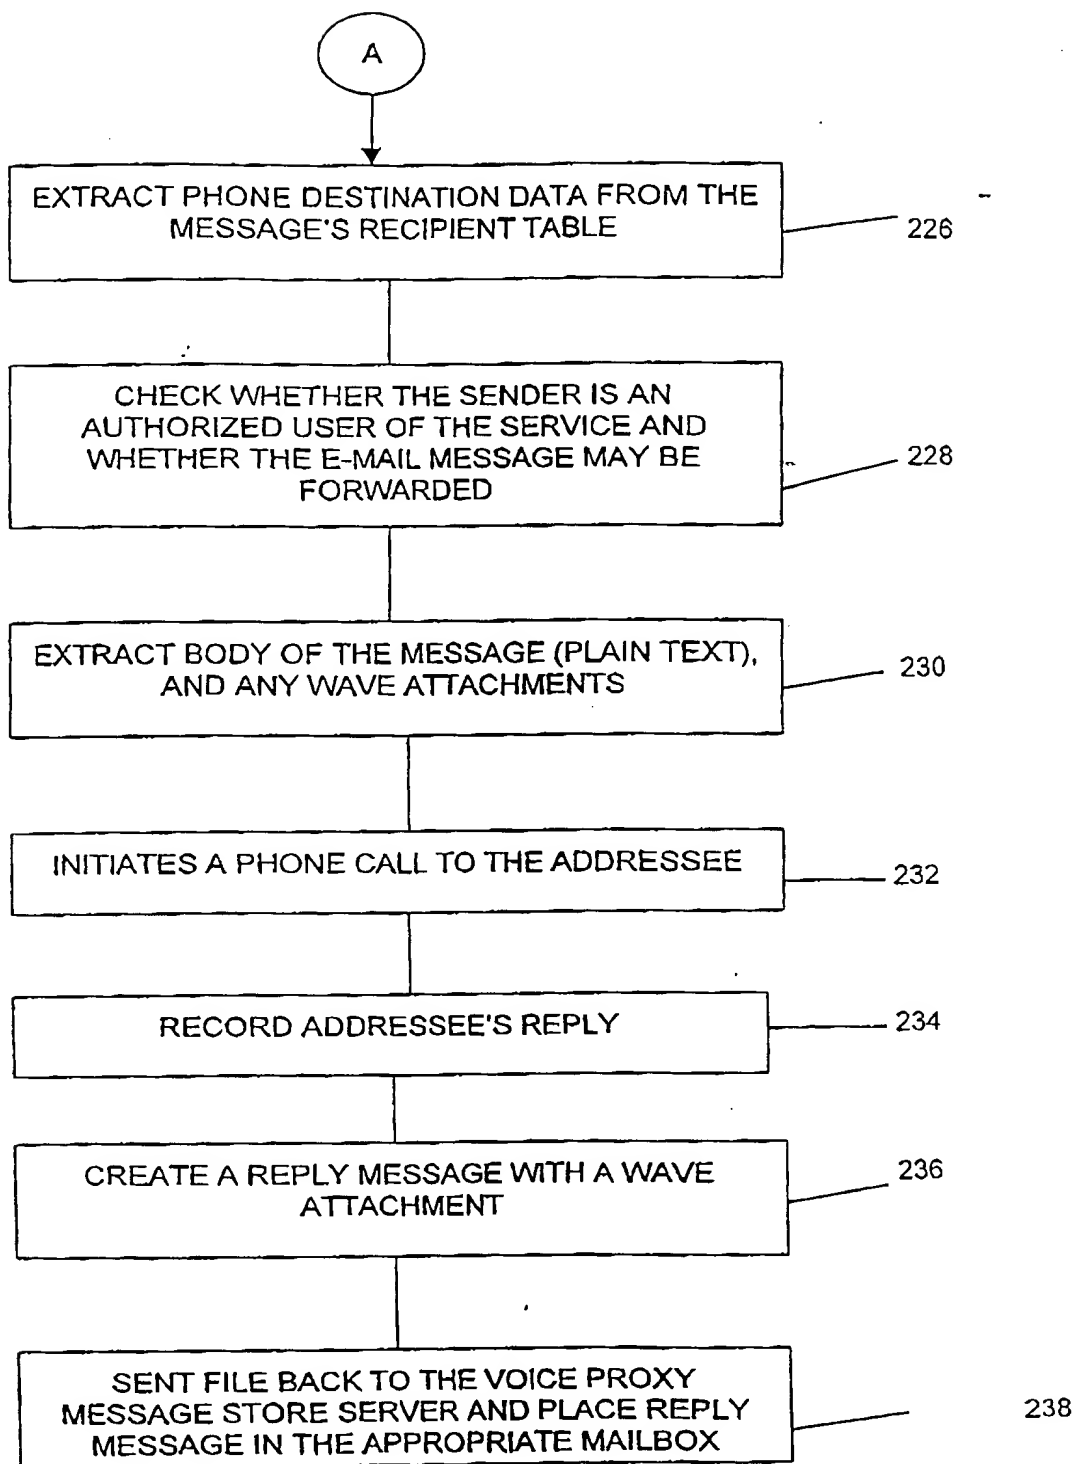 A
EXTRACT PHONE DESTINATION DATA FROM THE
MESSAGE'S RECIPIENT TABLE
226
CHECK WHETHER THE SENDER IS AN
AUTHORIZED USER OF THE SERVICE AND
WHETHER THE E-MAIL MESSAGE MAY BE
FORWARDED
228
EXTRACT BODY OF THE MESSAGE (PLAIN TEXT),
AND ANY WAVE ATTACHMENTS
230
INITIATES A PHONE CALL TO THE ADDRESSEE
232
RECORD ADDRESSEE'S REPLY
234
CREATE A REPLY MESSAGE WITH A WAVE
ATTACHMENT
236
SENT FILE BACK TO THE VOICE PROXY
MESSAGE STORE SERVER AND PLACE REPLY
MESSAGE IN THE APPROPRIATE MAILBOX
238